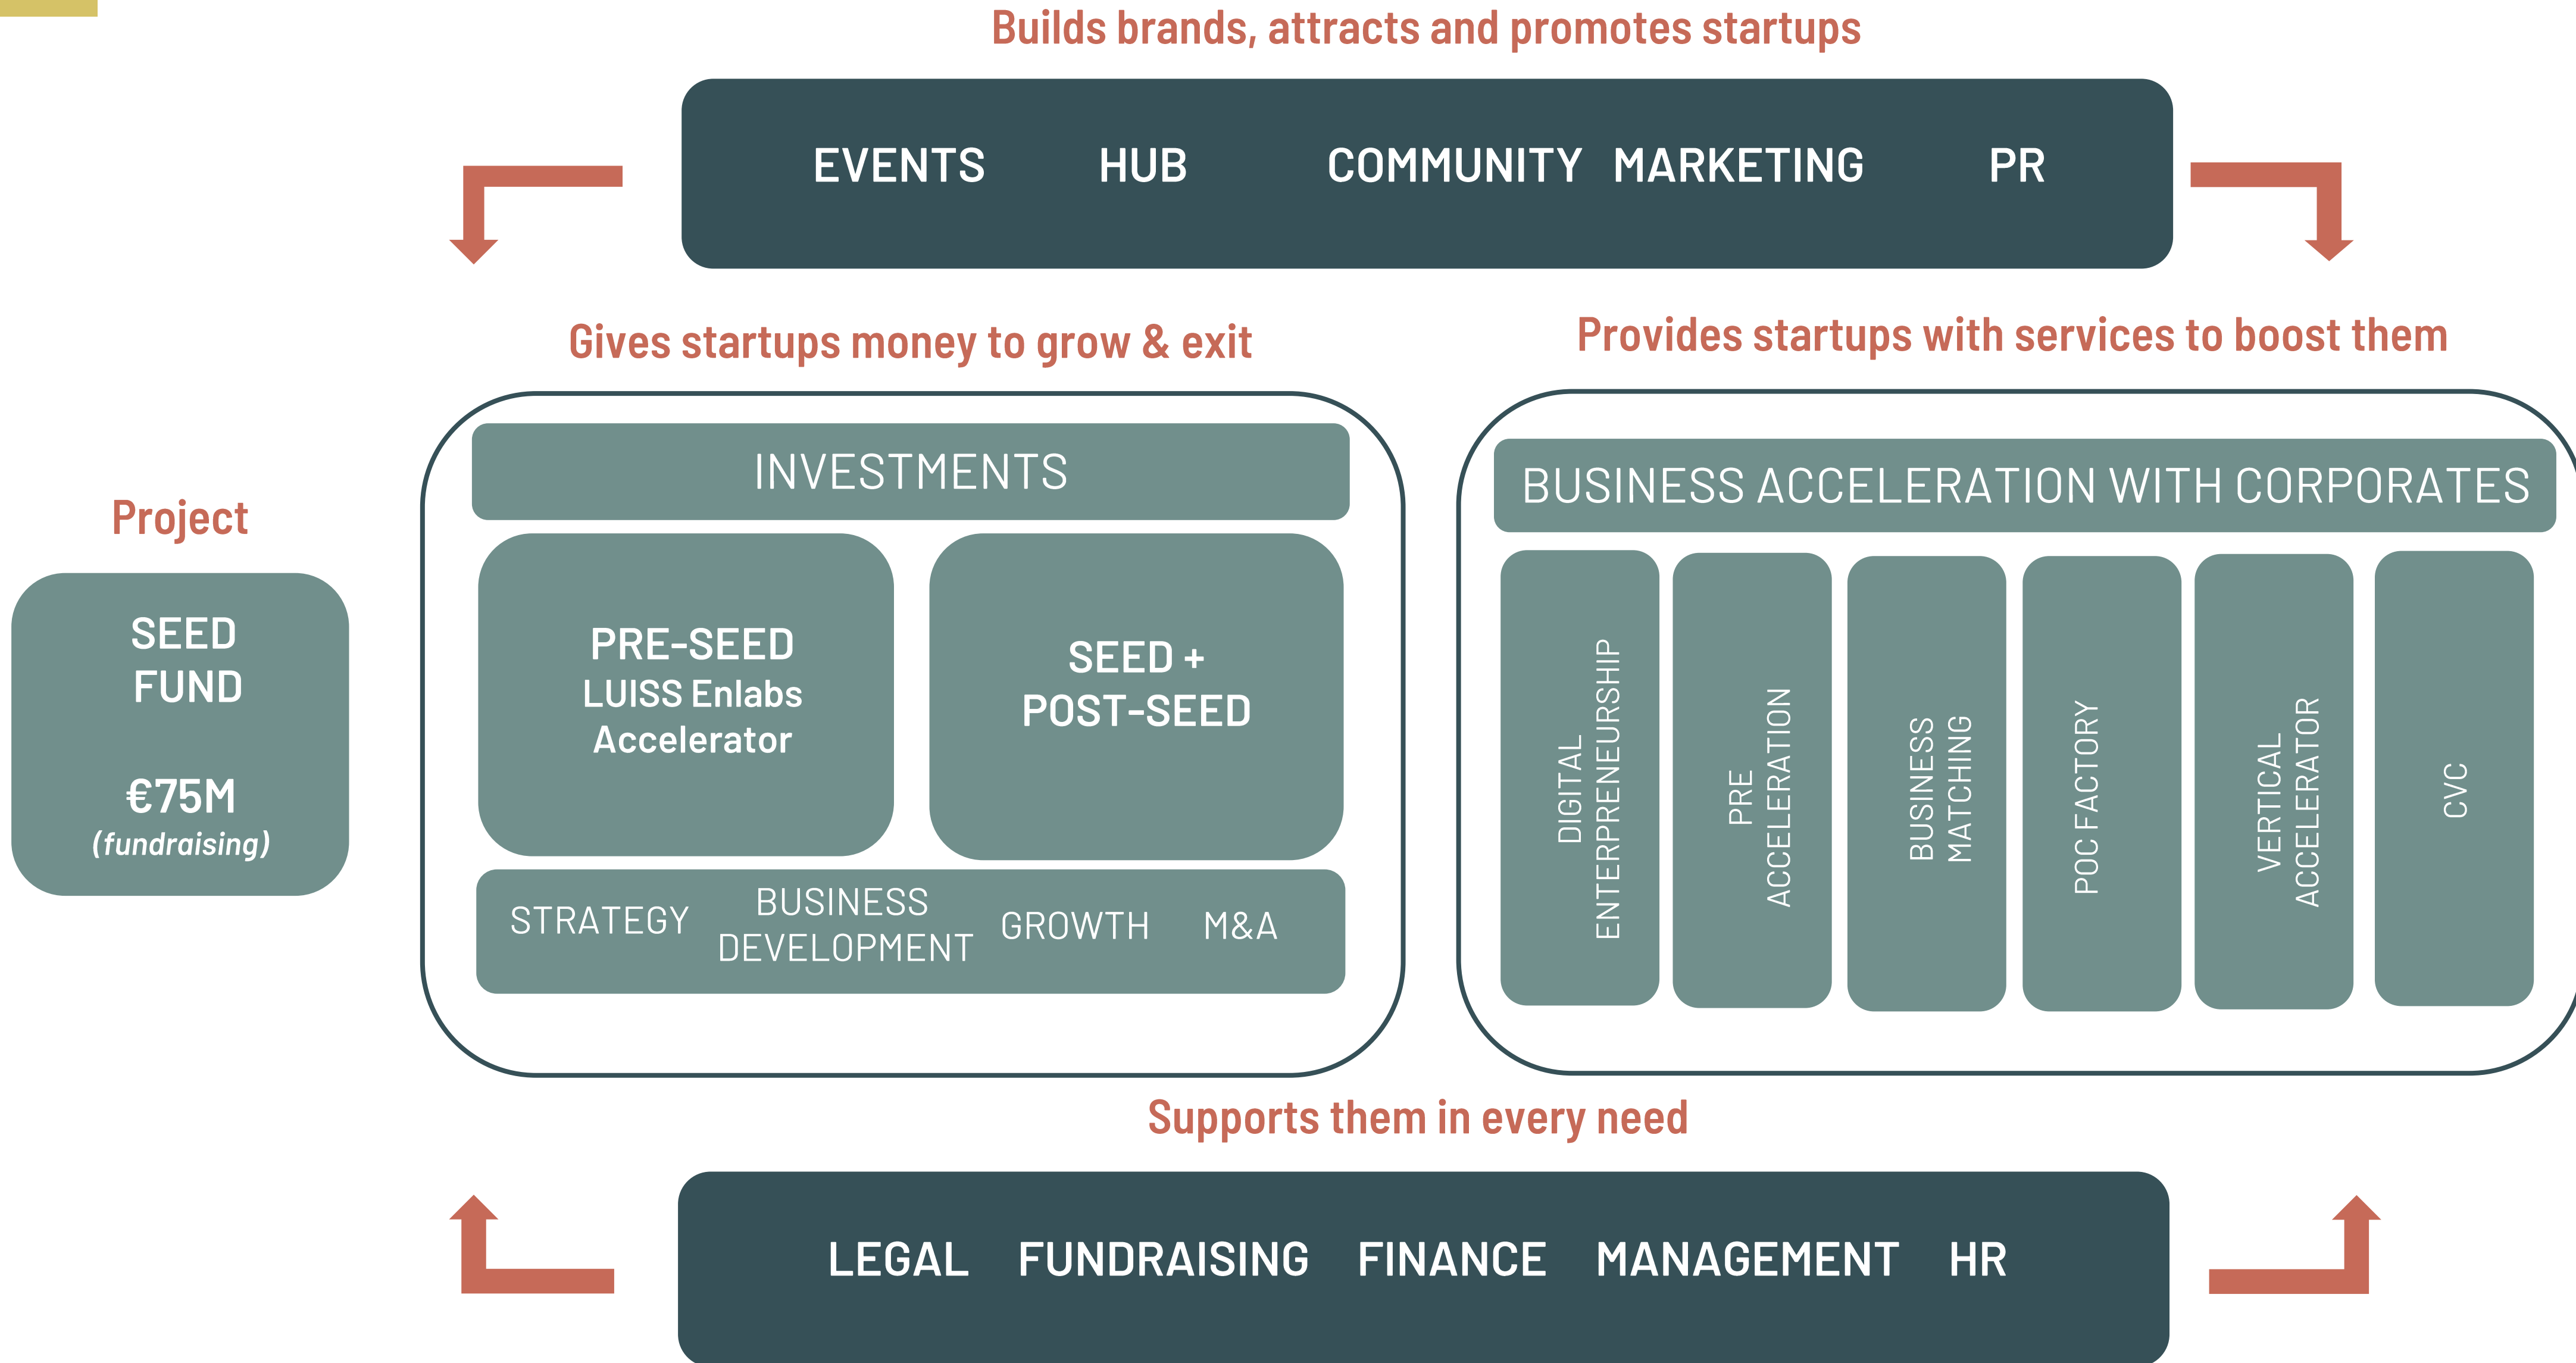 Builds brands, attracts and promotes startups
EVENTS HUB COMMUNITY MARKETING PR
Gives startups money to grow & exit
Provides startups with services to boost them
Project
SEED
FUND
€75M
(fundraising)
INVESTMENTS
PRE-SEED
LUISS Enlabs
Accelerator
SEED +
POST-SEED
STRATEGY
BUSINESS
DEVELOPMENT
GROWTH
M&A
BUSINESS ACCELERATION WITH CORPORATES
DIGITAL
ENTERPRENEURSHIP
PRE
ACCELERATION
BUSINESS
MATCHING
POC FACTORY
VERTICAL
ACCELERATOR
CVC
Supports them in every need
LEGAL FUNDRAISING FINANCE MANAGEMENT HR